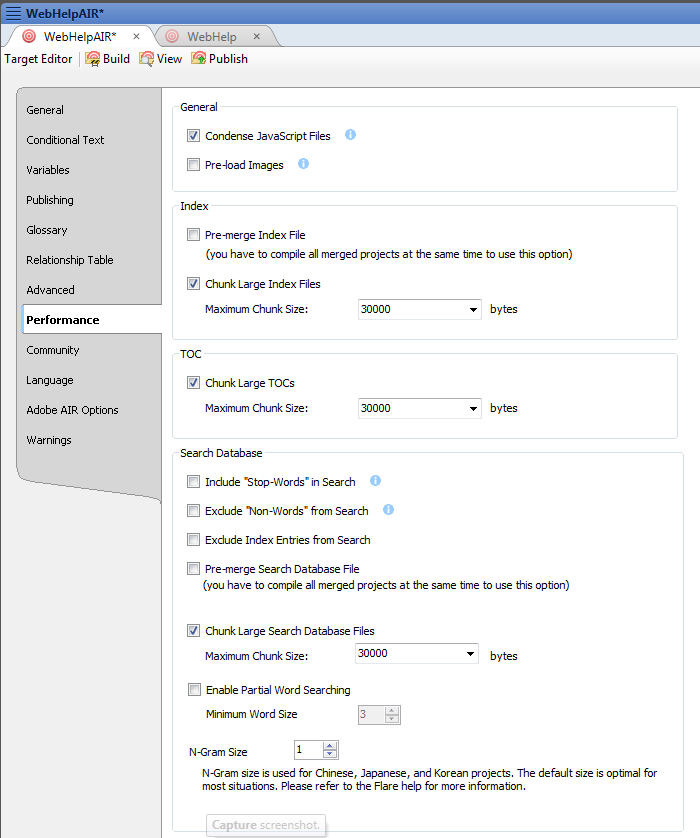 WebHelpAIR*
WebHelpAIR* × WebHelp ×
Target Editor Build View Publish
General
Conditional Text
Variables
Publishing
Glossary
Relationship Table
Advanced
Performance
Community
Language
Adobe AIR Options
Warnings
General
Condense JavaScript Files
Pre-load Images
Index
Pre-merge Index File
(you have to compile all merged projects at the same time to use this option)
Chunk Large Index Files
Maximum Chunk Size: 30000 bytes
TOC
Chunk Large TOCs
Maximum Chunk Size: 30000 bytes
Search Database
Include "Stop-Words" in Search
Exclude "Non-Words" from Search
Exclude Index Entries from Search
Pre-merge Search Database File
(you have to compile all merged projects at the same time to use this option)
Chunk Large Search Database Files
Maximum Chunk Size: 30000 bytes
Enable Partial Word Searching
Minimum Word Size 3
N-Gram Size 1
N-Gram size is used for Chinese, Japanese, and Korean projects. The default size is optimal for
most situations. Please refer to the Flare help for more information.
Capture screenshot.